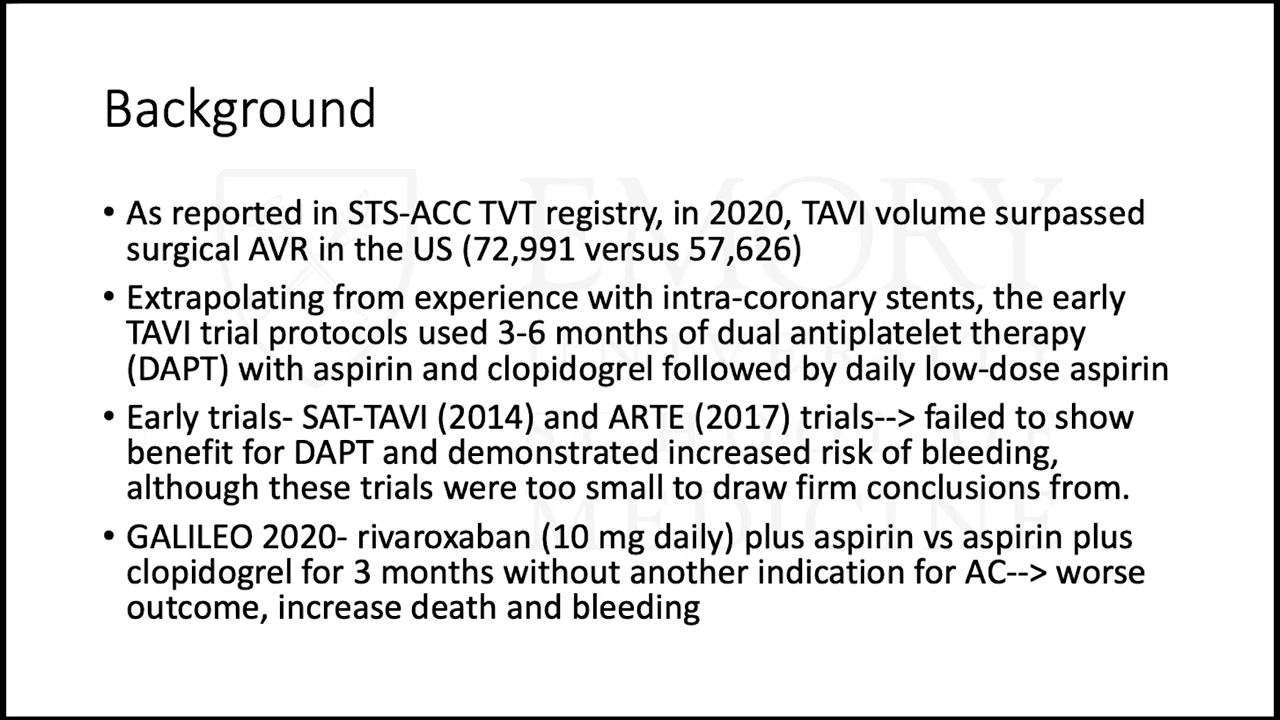 Background
• As reported in STS-ACC TVT registry, in 2020, TAVI volume surpassed
surgical AVR in the US (72,991 versus 57,626)
• Extrapolating from experience with intra-coronary stents, the early
TAVI trial protocols used 3-6 months of dual antiplatelet therapy
(DAPT) with aspirin and clopidogrel followed by daily low-dose aspirin
• Early trials- SAT-TAVI (2014) and ARTE (2017) trials--> failed to show
benefit for DAPT and demonstrated increased risk of bleeding,
although these trials were too small to draw firm conclusions from.
• GALILEO 2020- rivaroxaban (10 mg daily) plus aspirin vs aspirin plus
clopidogrel for 3 months without another indication for AC--> worse
outcome, increase death and bleeding
EMORY
UNIVERSITY
SCHOOL OF
MEDICINE